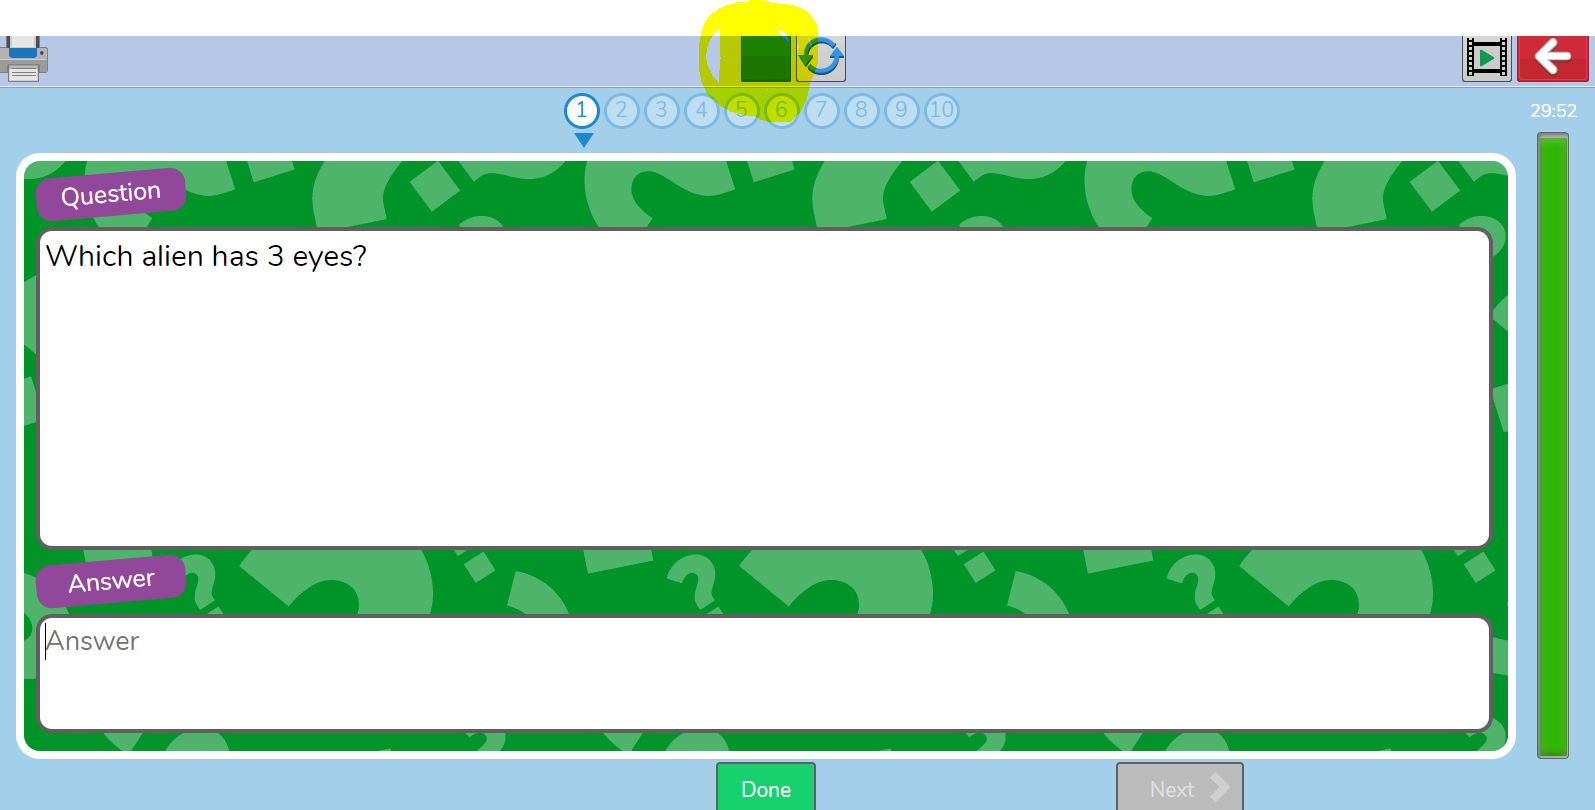 1 2 3 4 5 6 7 8 9 10
29:52
Question
Which alien has 3 eyes?
Answer
Answer
Done
Next